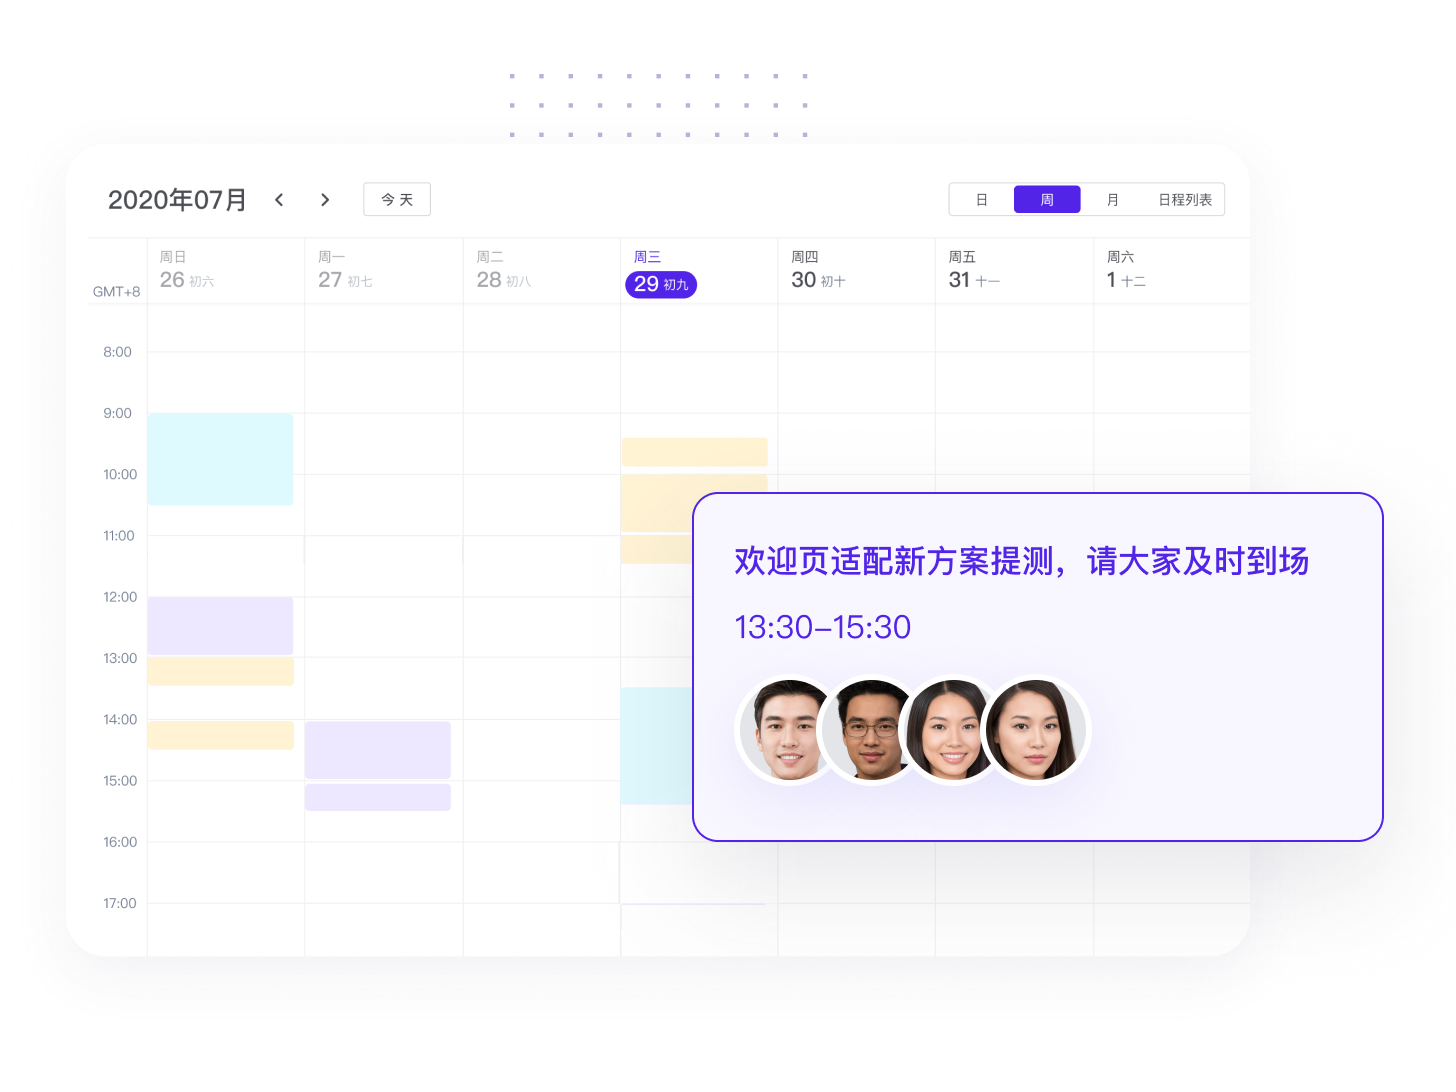 2020年07月
今天
日 周 月 日程列表
周日 周一 周二 周三 周四 周五 周六
GMT+8 26 初六 27 初七 28 初八 29 初九 30 初十 31 十一 1 十二
8:00
9:00
10:00
11:00
12:00
13:00
14:00
15:00
16:00
17:00
欢迎页适配新方案提测，请大家及时到场
13:30–15:30